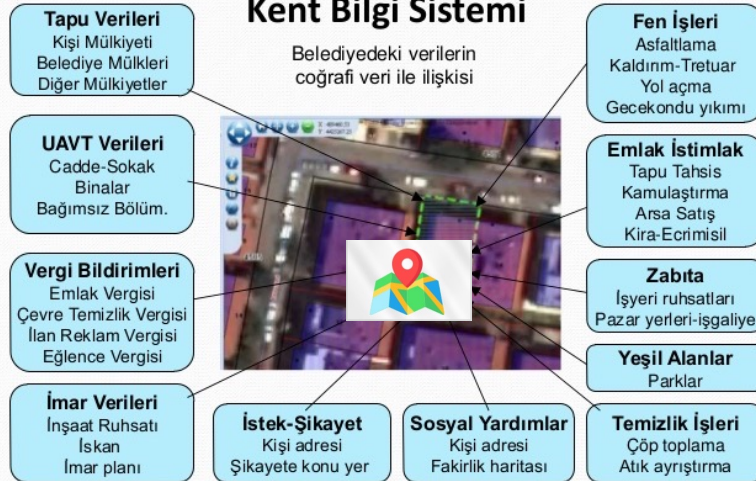 Kent Bilgi Sistemi
Belediyedeki verilerin
coğrafi veri ile ilişkisi
Tapu Verileri
Kişi Mülkiyeti
Belediye Mülkleri
Diğer Mülkiyetler
UAVT Verileri
Cadde-Sokak
Binalar
Bağımsız Bölüm.
Vergi Bildirimleri
Emlak Vergisi
Çevre Temizlik Vergisi
İlan Reklam Vergisi
Eğlence Vergisi
İmar Verileri
İnşaat Ruhsatı
İskan
İmar planı
İstek-Şikayet
Kişi adresi
Şikayete konu yer
Sosyal Yardımlar
Kişi adresi
Fakirlik haritası
Fen İşleri
Asfaltlama
Kaldırım-Tretuar
Yol açma
Gecekondu yıkımı
Emlak İstimlak
Tapu Tahsis
Kamulaştırma
Arsa Satış
Kira-Ecrimisil
Zabıta
İşyeri ruhsatları
Pazar yerleri-işgaliye
Yeşil Alanlar
Parklar
Temizlik İşleri
Çöp toplama
Atık ayrıştırma